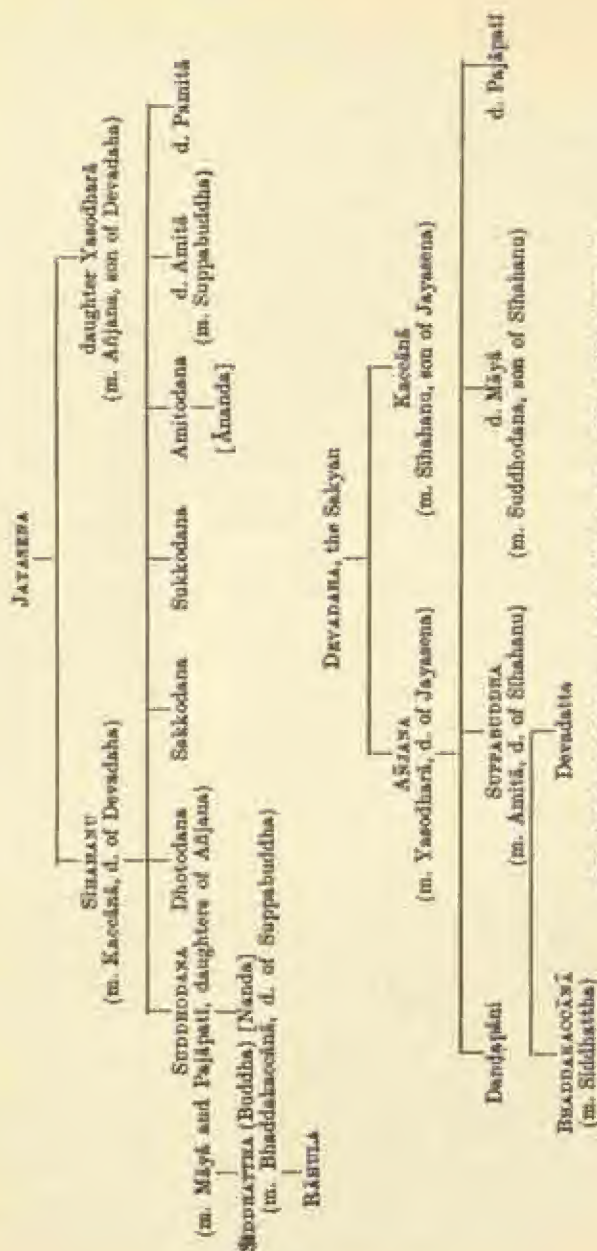 JAYASENA
SĪHAHANU daughter Yasodharā
(m. Kaccānā, d. of Devadaha) (m. Añjana, son of Devadaha)
SUDDHODANA Dhotodana Sakkodana Sukkodana Amitodana d. Amitā d. Pamitā
(m. Māyā and Pajāpatī, daughters of Añjana) [Ānanda] (m. Suppabuddha)
SIDDHATTHA (Buddha) [Nanda]
(m. Bhaddakaccānā, d. of Suppabuddha)
RĀHULA
DEVADAHA, the Sakyan
AÑJANA Kaccānā
(m. Yasodharā, d. of Jayasena) (m. Sīhahanu, son of Jayasena)
Daṇḍapāni SUPPABUDDHA d. Māyā d. Pajāpatī
(m. Amitā, d. of Sīhahanu) (m. Suddhodana, son of Sīhahanu)
BHADDAKACCĀNĀ Devadatta
(m. Siddhattha)